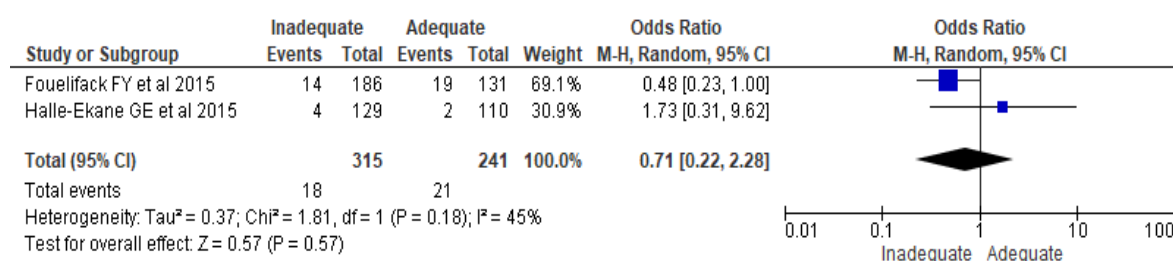 Inadequate Adequate Odds Ratio Odds Ratio
Study or Subgroup Events Total Events Total Weight M-H, Random, 95% CI M-H, Random, 95% CI
Fouelifack FY et al 2015 14 186 19 131 69.1% 0.48 [0.23, 1.00]
Halle-Ekane GE et al 2015 4 129 2 110 30.9% 1.73 [0.31, 9.62]
Total (95% CI) 315 241 100.0% 0.71 [0.22, 2.28]
Total events 18 21
Heterogeneity: Tau² = 0.37; Chi² = 1.81, df = 1 (P = 0.18); I² = 45%
Test for overall effect: Z = 0.57 (P = 0.57)
0.01 0.1 1 10 100
Inadequate Adequate